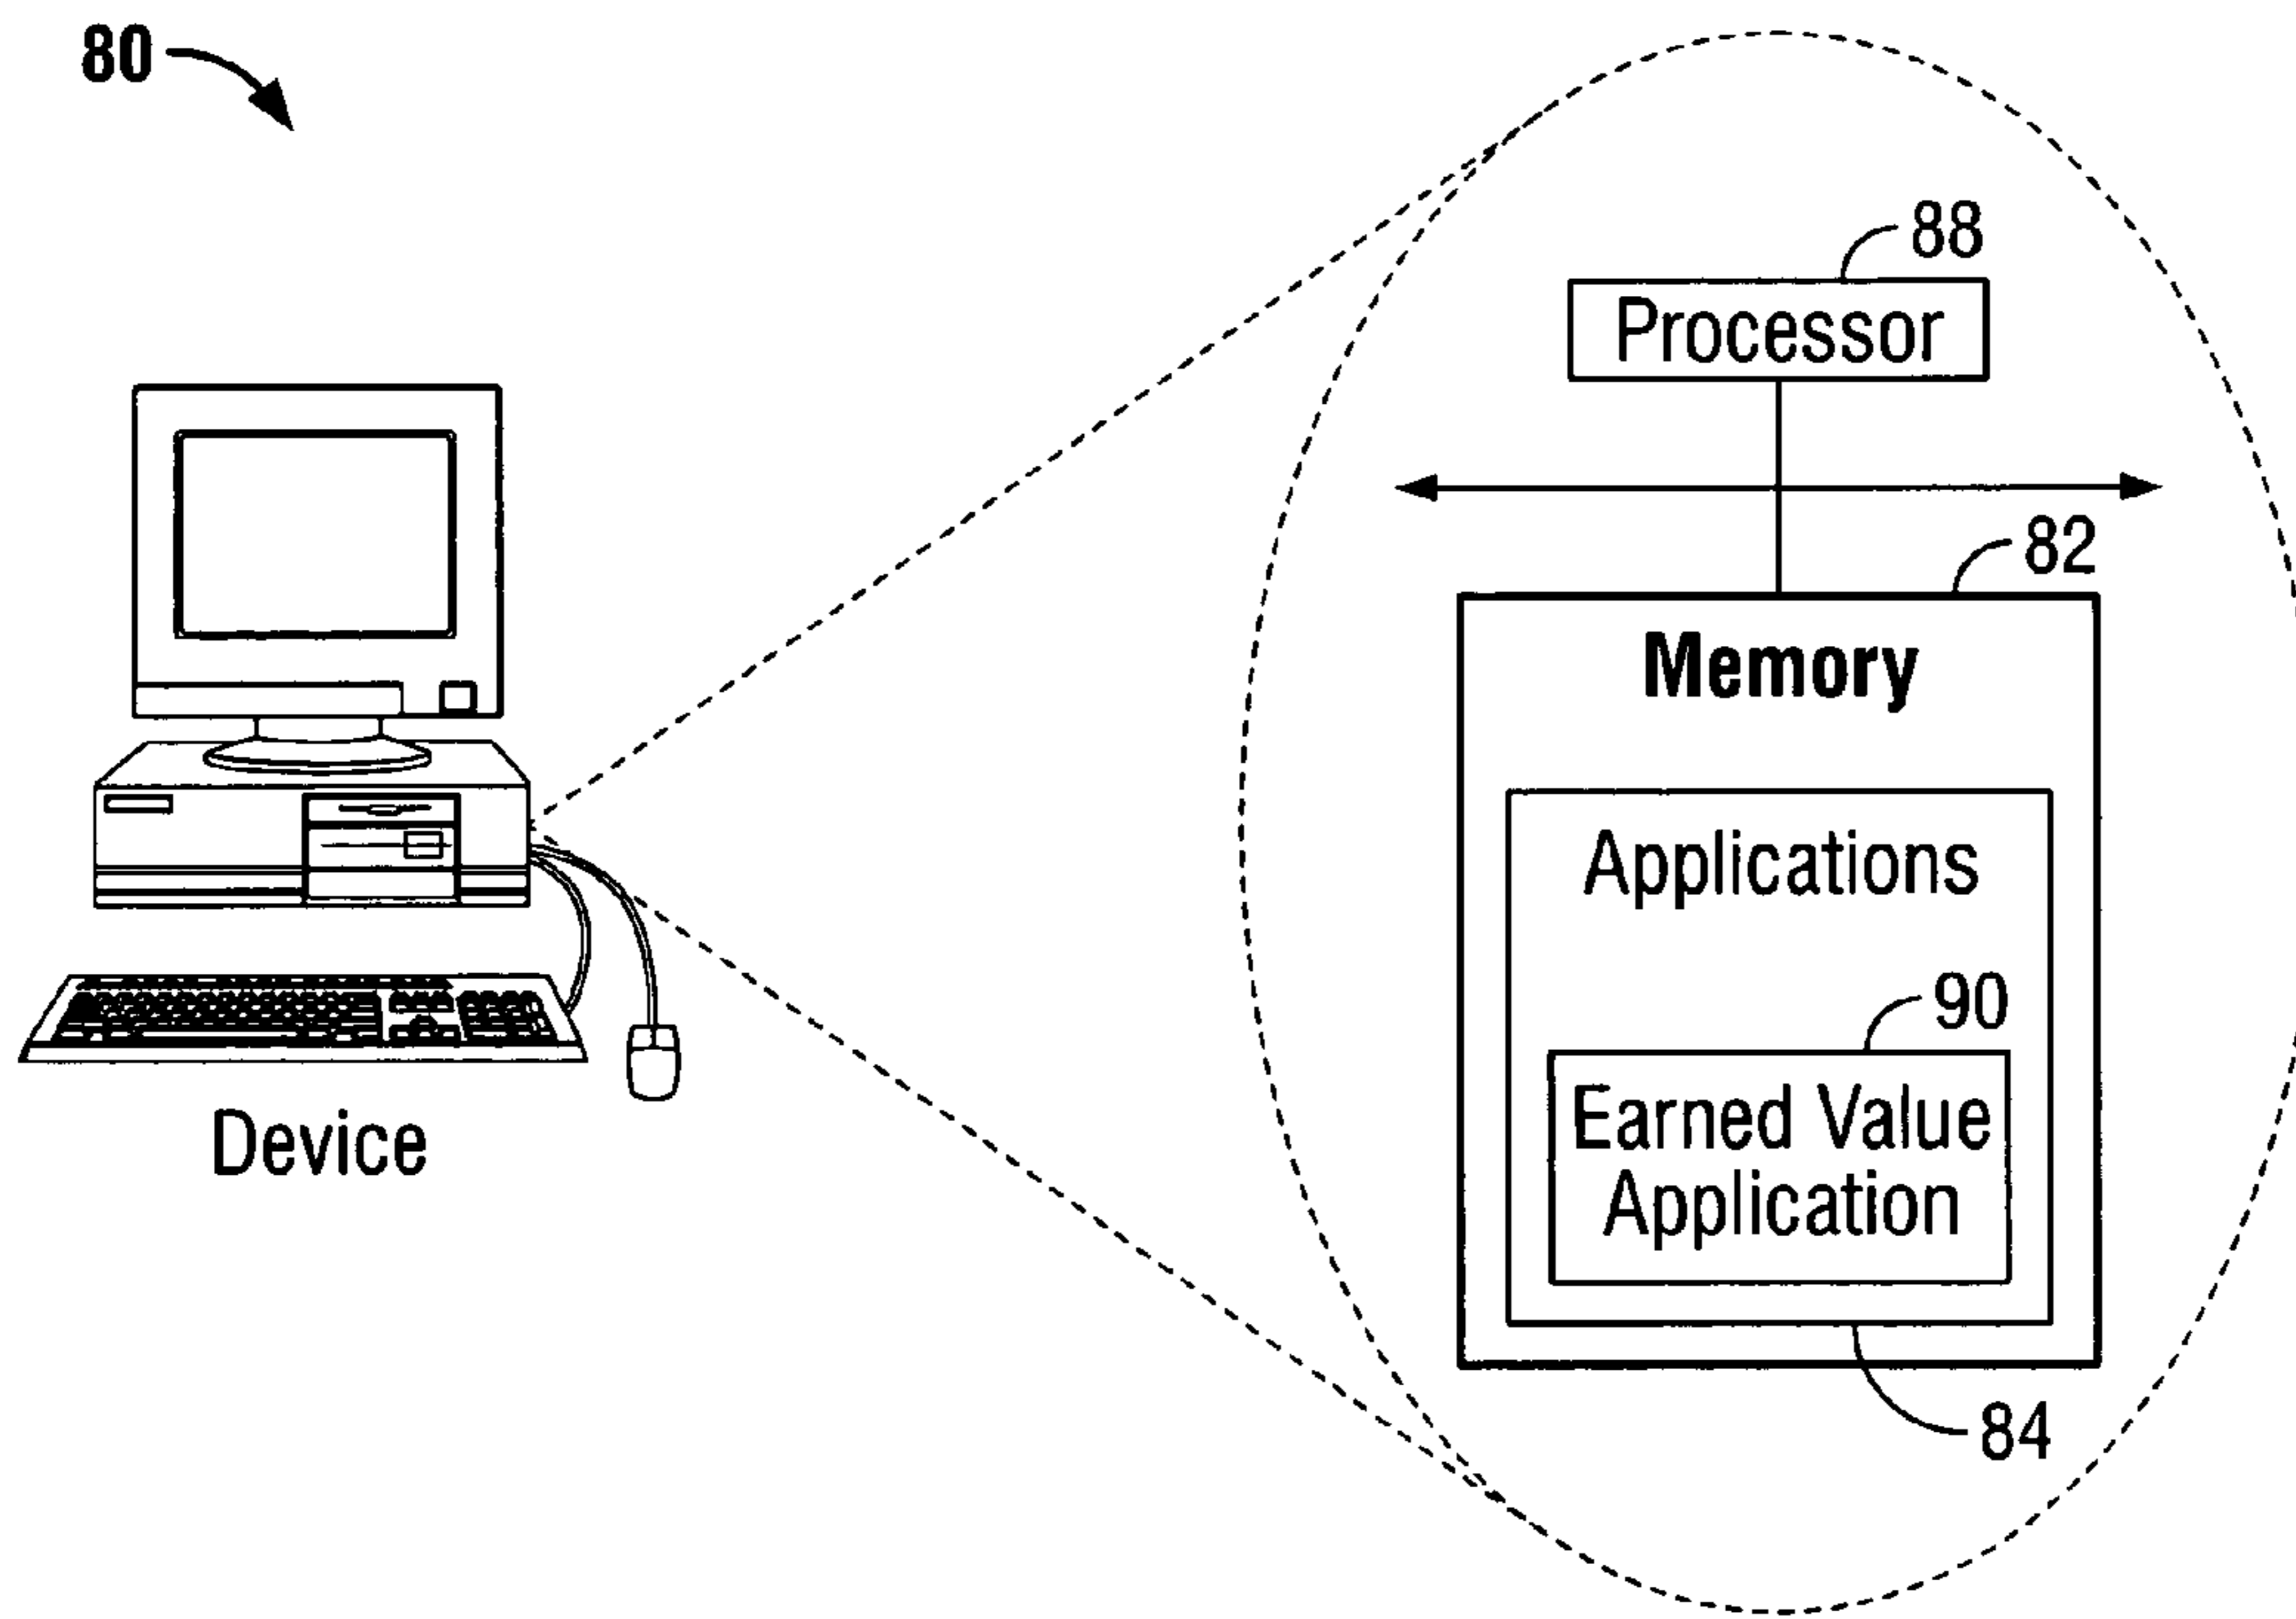 80
Device
88
Processor
82
Memory
Applications
90
Earned Value
Application
84